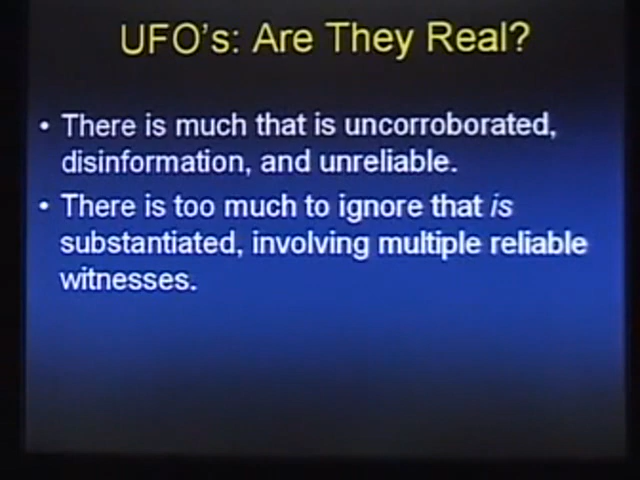 UFO's: Are They Real?
• There is much that is uncorroborated,
disinformation, and unreliable.
• There is too much to ignore that is
substantiated, involving multiple reliable
witnesses.